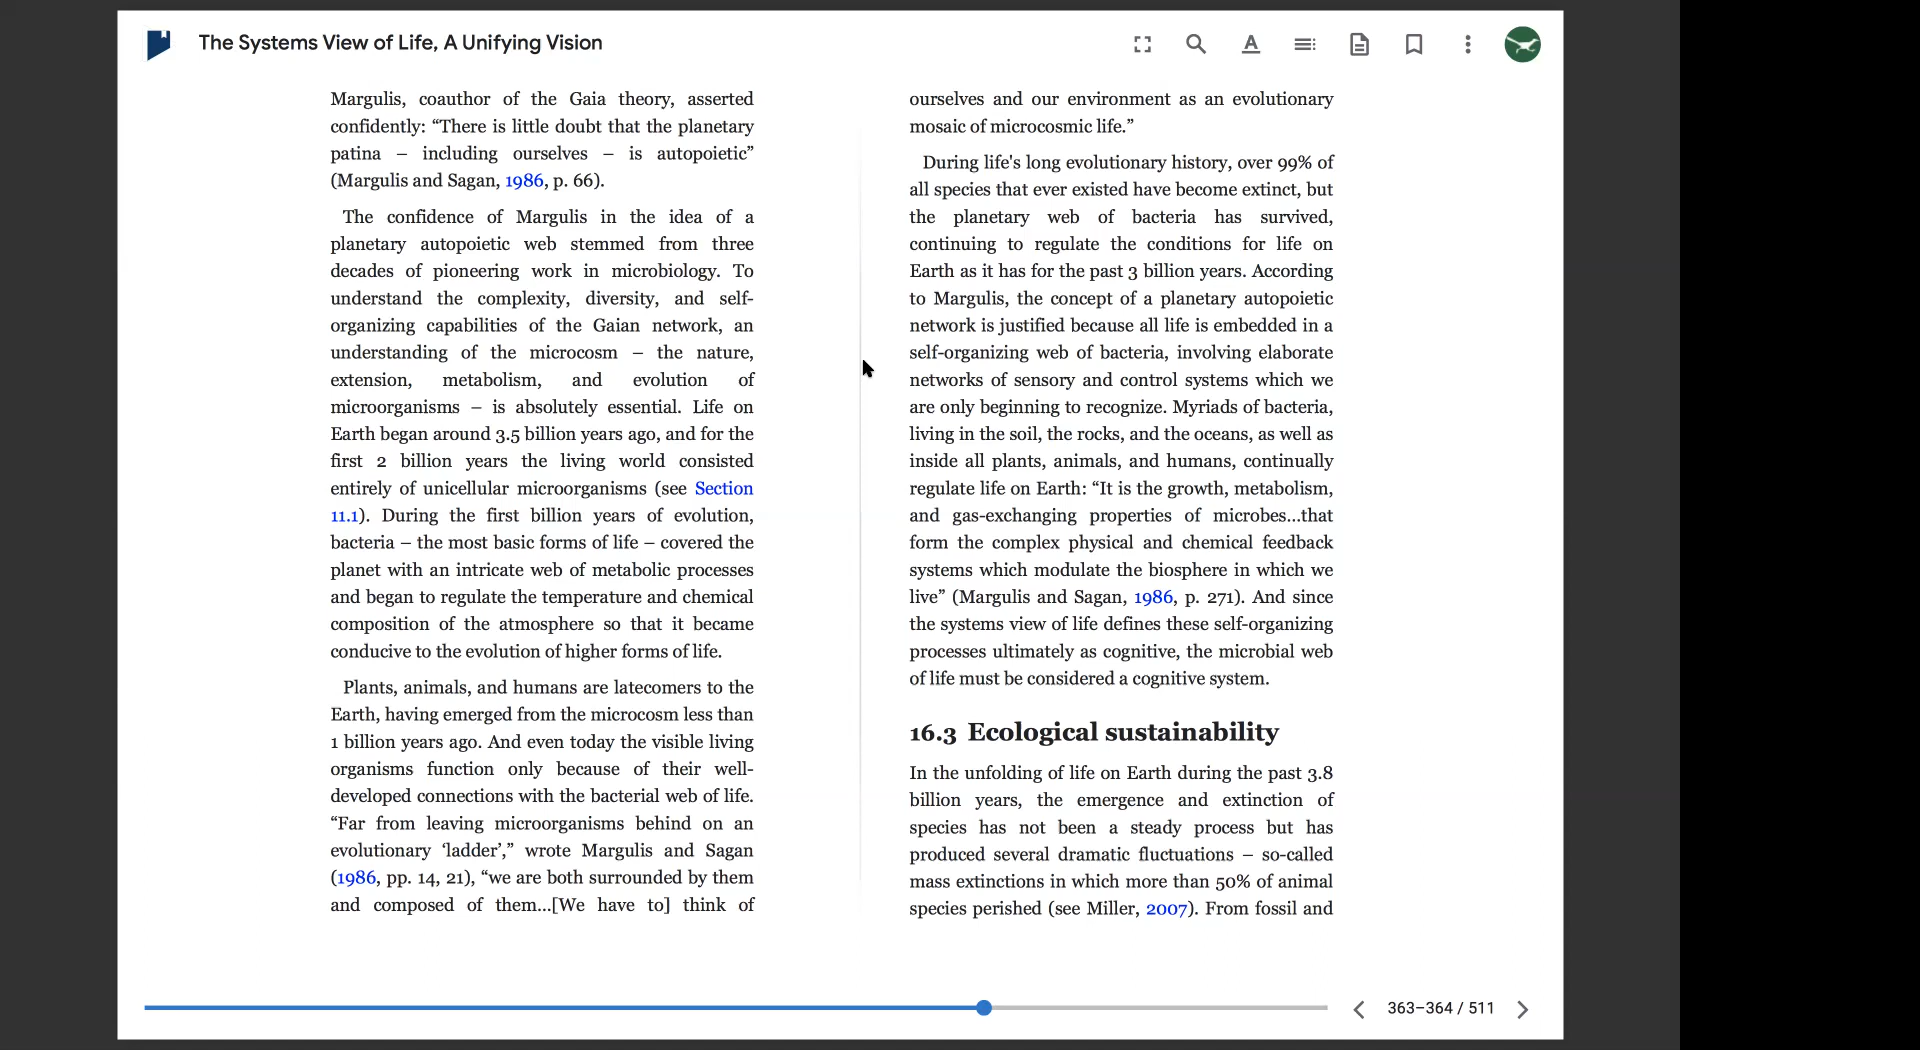 The Systems View of Life, A Unifying Vision
Margulis, coauthor of the Gaia theory, asserted
confidently: “There is little doubt that the planetary
patina – including ourselves – is autopoietic”
(Margulis and Sagan, 1986, p. 66).
The confidence of Margulis in the idea of a
planetary autopoietic web stemmed from three
decades of pioneering work in microbiology. To
understand the complexity, diversity, and self-
organizing capabilities of the Gaian network, an
understanding of the microcosm – the nature,
extension, metabolism, and evolution of
microorganisms – is absolutely essential. Life on
Earth began around 3.5 billion years ago, and for the
first 2 billion years the living world consisted
entirely of unicellular microorganisms (see Section
11.1). During the first billion years of evolution,
bacteria – the most basic forms of life – covered the
planet with an intricate web of metabolic processes
and began to regulate the temperature and chemical
composition of the atmosphere so that it became
conducive to the evolution of higher forms of life.
Plants, animals, and humans are latecomers to the
Earth, having emerged from the microcosm less than
1 billion years ago. And even today the visible living
organisms function only because of their well-
developed connections with the bacterial web of life.
“Far from leaving microorganisms behind on an
evolutionary ‘ladder’,” wrote Margulis and Sagan
(1986, pp. 14, 21), “we are both surrounded by them
and composed of them...[We have to] think of
ourselves and our environment as an evolutionary
mosaic of microcosmic life.”
During life's long evolutionary history, over 99% of
all species that ever existed have become extinct, but
the planetary web of bacteria has survived,
continuing to regulate the conditions for life on
Earth as it has for the past 3 billion years. According
to Margulis, the concept of a planetary autopoietic
network is justified because all life is embedded in a
self-organizing web of bacteria, involving elaborate
networks of sensory and control systems which we
are only beginning to recognize. Myriads of bacteria,
living in the soil, the rocks, and the oceans, as well as
inside all plants, animals, and humans, continually
regulate life on Earth: “It is the growth, metabolism,
and gas-exchanging properties of microbes...that
form the complex physical and chemical feedback
systems which modulate the biosphere in which we
live” (Margulis and Sagan, 1986, p. 271). And since
the systems view of life defines these self-organizing
processes ultimately as cognitive, the microbial web
of life must be considered a cognitive system.
16.3 Ecological sustainability
In the unfolding of life on Earth during the past 3.8
billion years, the emergence and extinction of
species has not been a steady process but has
produced several dramatic fluctuations – so-called
mass extinctions in which more than 50% of animal
species perished (see Miller, 2007). From fossil and
363–364 / 511